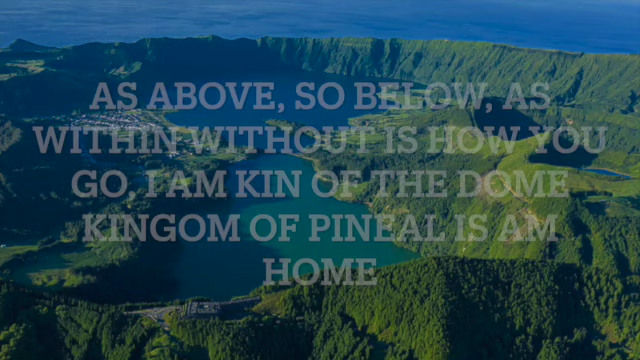 AS ABOVE, SO BELOW, AS
WITHIN WITHOUT IS HOW YOU
GO I AM KIN OF THE DOME
KINGOM OF PINEAL IS AM
HOME